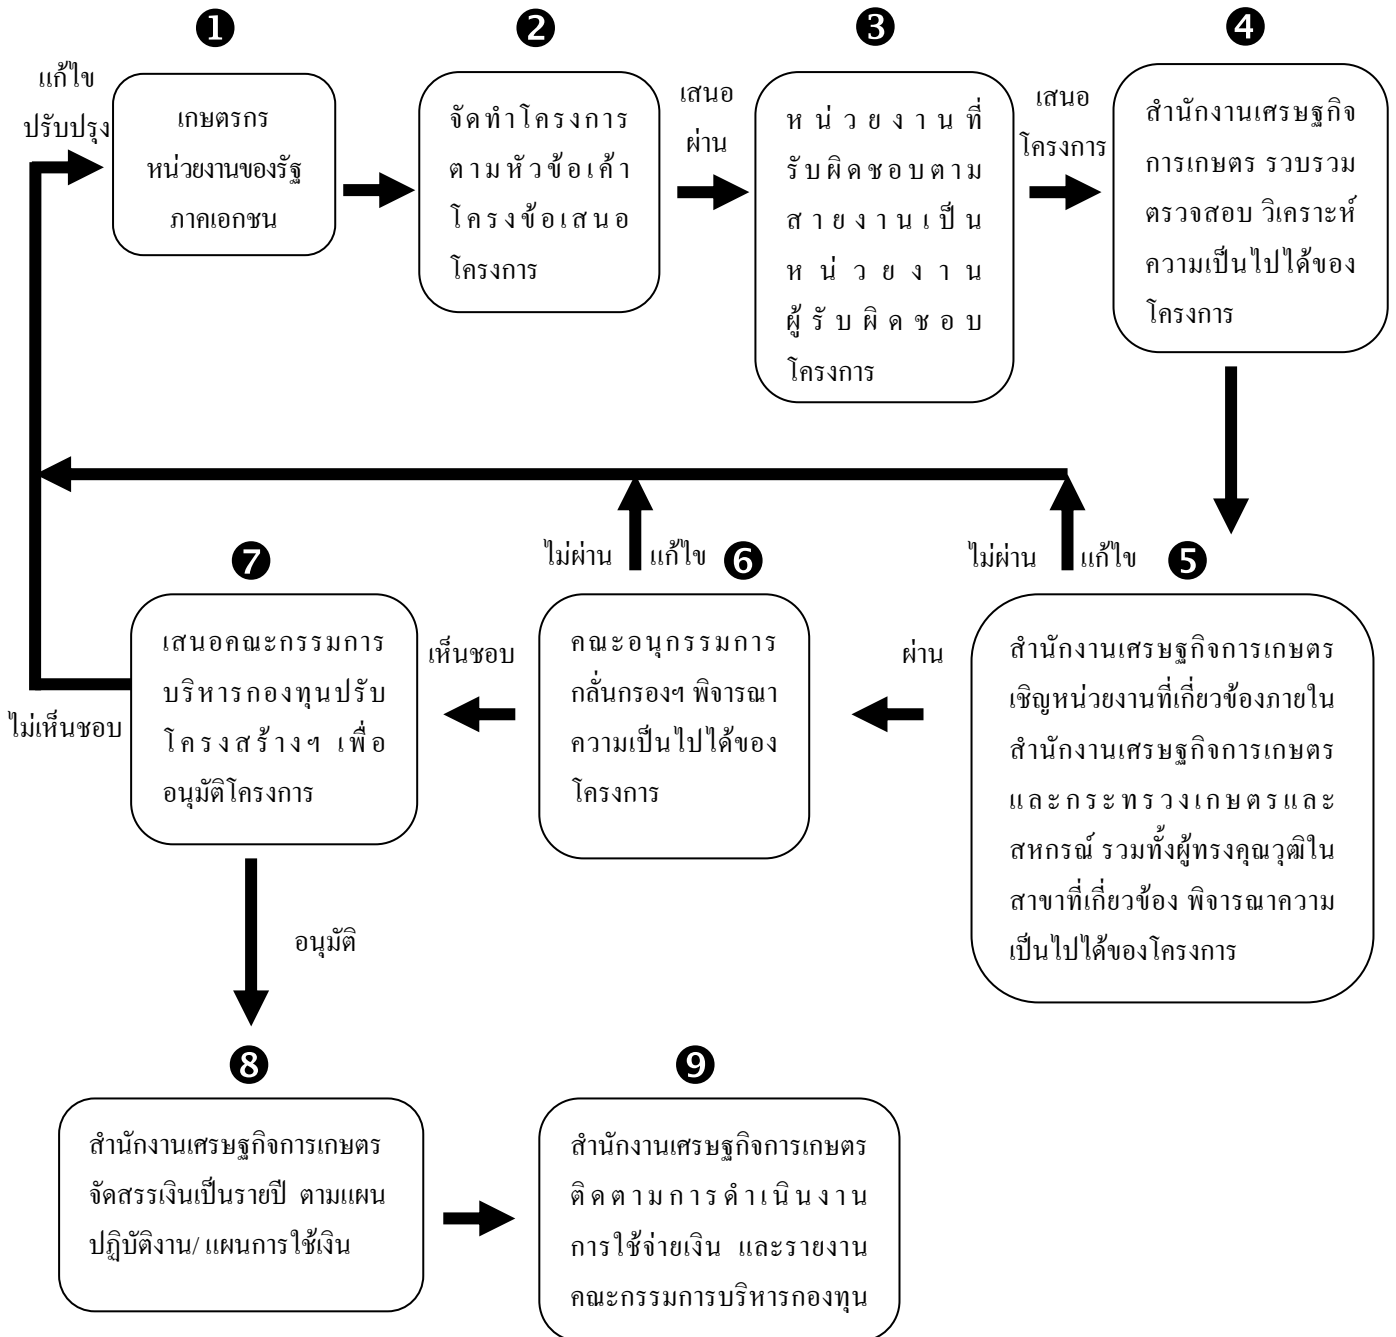 ❶
❷
❸
❹
แก้ไข
ปรับปรุง
เกษตรกร
หน่วยงานของรัฐ
ภาคเอกชน
จัดทำโครงการ
ตามหัวข้อเค้า
โครงข้อเสนอ
โครงการ
เสนอ
ผ่าน
หน่วยงานที่
รับผิดชอบตาม
สายงานเป็น
หน่วยงาน
ผู้รับผิดชอบ
โครงการ
เสนอ
โครงการ
สำนักงานเศรษฐกิจ
การเกษตร รวบรวม
ตรวจสอบ วิเคราะห์
ความเป็นไปได้ของ
โครงการ
❺
ไม่ผ่าน
แก้ไข
สำนักงานเศรษฐกิจการเกษตร
เชิญหน่วยงานที่เกี่ยวข้องภายใน
สำนักงานเศรษฐกิจการเกษตร
และกระทรวงเกษตรและ
สหกรณ์ รวมทั้งผู้ทรงคุณวุฒิใน
สาขาที่เกี่ยวข้อง พิจารณาความ
เป็นไปได้ของโครงการ
ผ่าน
❻
ไม่ผ่าน
แก้ไข
คณะอนุกรรมการ
กลั่นกรองฯ พิจารณา
ความเป็นไปได้ของ
โครงการ
เห็นชอบ
❼
เสนอคณะกรรมการ
บริหารกองทุนปรับ
โครงสร้างฯ เพื่อ
อนุมัติโครงการ
ไม่เห็นชอบ
อนุมัติ
❽
สำนักงานเศรษฐกิจการเกษตร
จัดสรรเงินเป็นรายปี ตามแผน
ปฏิบัติงาน/ แผนการใช้เงิน
❾
สำนักงานเศรษฐกิจการเกษตร
ติดตามการดำเนินงาน
การใช้จ่ายเงิน และรายงาน
คณะกรรมการบริหารกองทุน